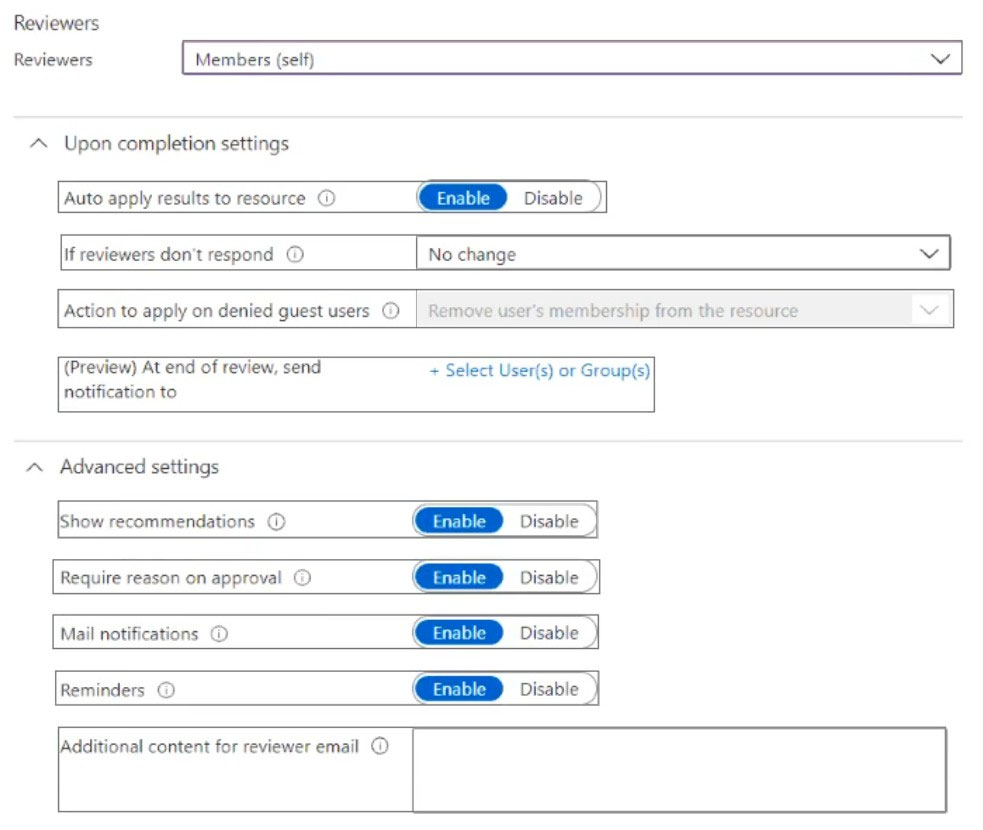 Reviewers
Reviewers Members (self)
Upon completion settings
Auto apply results to resource Enable Disable
If reviewers don't respond No change
Action to apply on denied guest users Remove user's membership from the resource
(Preview) At end of review, send + Select User(s) or Group(s)
notification to
Advanced settings
Show recommendations Enable Disable
Require reason on approval Enable Disable
Mail notifications Enable Disable
Reminders Enable Disable
Additional content for reviewer email